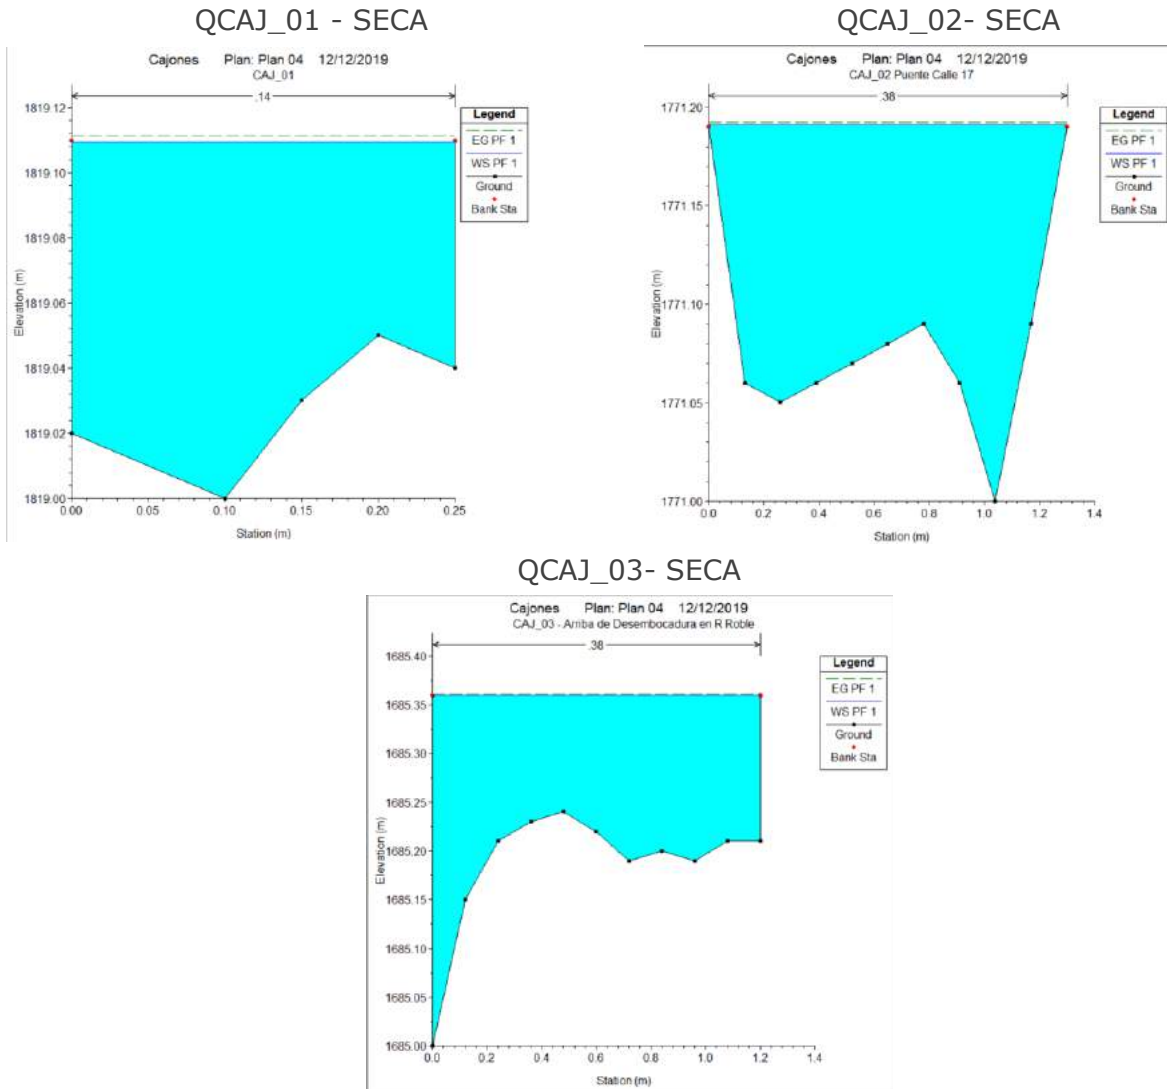 QCAJ_01 - SECA
Cajones Plan: Plan 04 12/12/2019
CAJ_01
.14
Legend
EG PF 1
WS PF 1
Ground
Bank Sta
1819.12
1819.10
1819.08
1819.06
1819.04
1819.02
1819.00
Elevation (m)
0.00 0.05 0.10 0.15 0.20 0.25
Station (m)
QCAJ_02- SECA
Cajones Plan: Plan 04 12/12/2019
CAJ_02 Puente Calle 17
.38
Legend
EG PF 1
WS PF 1
Ground
Bank Sta
1771.20
1771.15
1771.10
1771.05
1771.00
Elevation (m)
0.0 0.2 0.4 0.6 0.8 1.0 1.2 1.4
Station (m)
QCAJ_03- SECA
Cajones Plan: Plan 04 12/12/2019
CAJ_03 - Arriba de Desembocadura en R Roble
.38
Legend
EG PF 1
WS PF 1
Ground
Bank Sta
1685.40
1685.35
1685.30
1685.25
1685.20
1685.15
1685.10
1685.05
1685.00
Elevation (m)
0.0 0.2 0.4 0.6 0.8 1.0 1.2 1.4
Station (m)